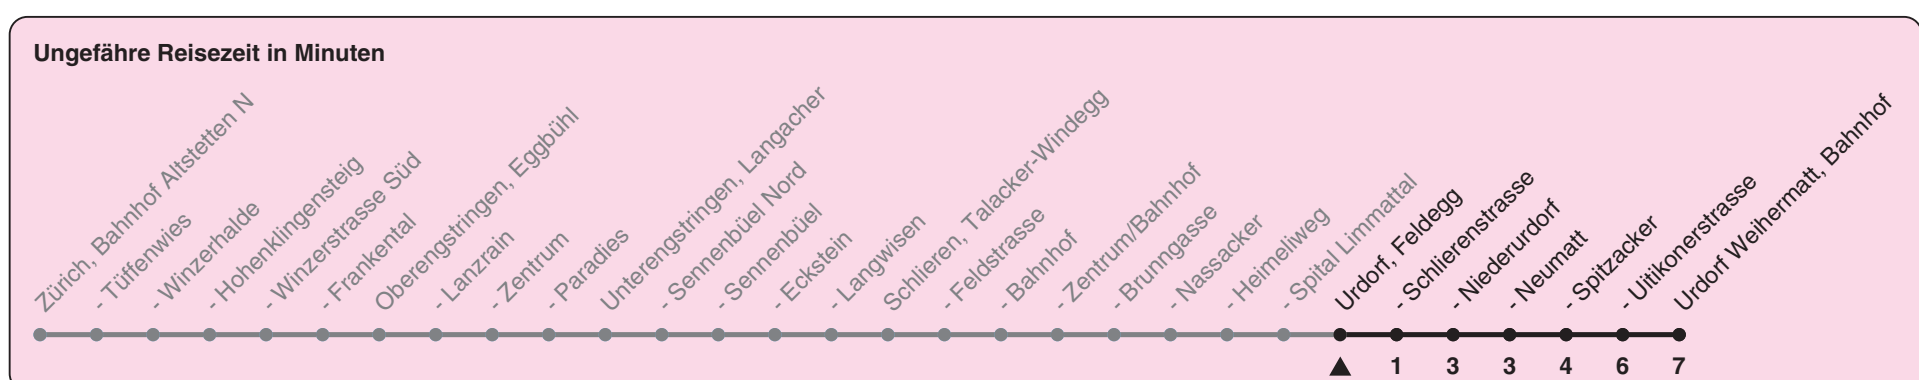 Ungefähre Reisezeit in Minuten
Zürich, Bahnhof Altstetten N
- Tüffenwies
- Winzerhalde
- Hohenklingensteig
- Winzerstrasse Süd
- Frankental
Oberengstringen, Eggbühl
- Lanzrain
- Zentrum
- Paradies
Unterengstringen, Langacher
- Sennenbüel Nord
- Sennenbüel
- Eckstein
- Langwisen
Schlieren, Talacker-Windegg
- Feldstrasse
- Bahnhof
- Zentrum/Bahnhof
- Brunngasse
- Nassacker
- Heimeliweg
- Spital Limmattal
Urdorf, Feldegg
- Schlierenstrasse
- Niederurdorf
- Neumatt
- Spitzacker
- Uitikonerstrasse
Urdorf Weihermatt, Bahnhof
1 3 3 4 6 7